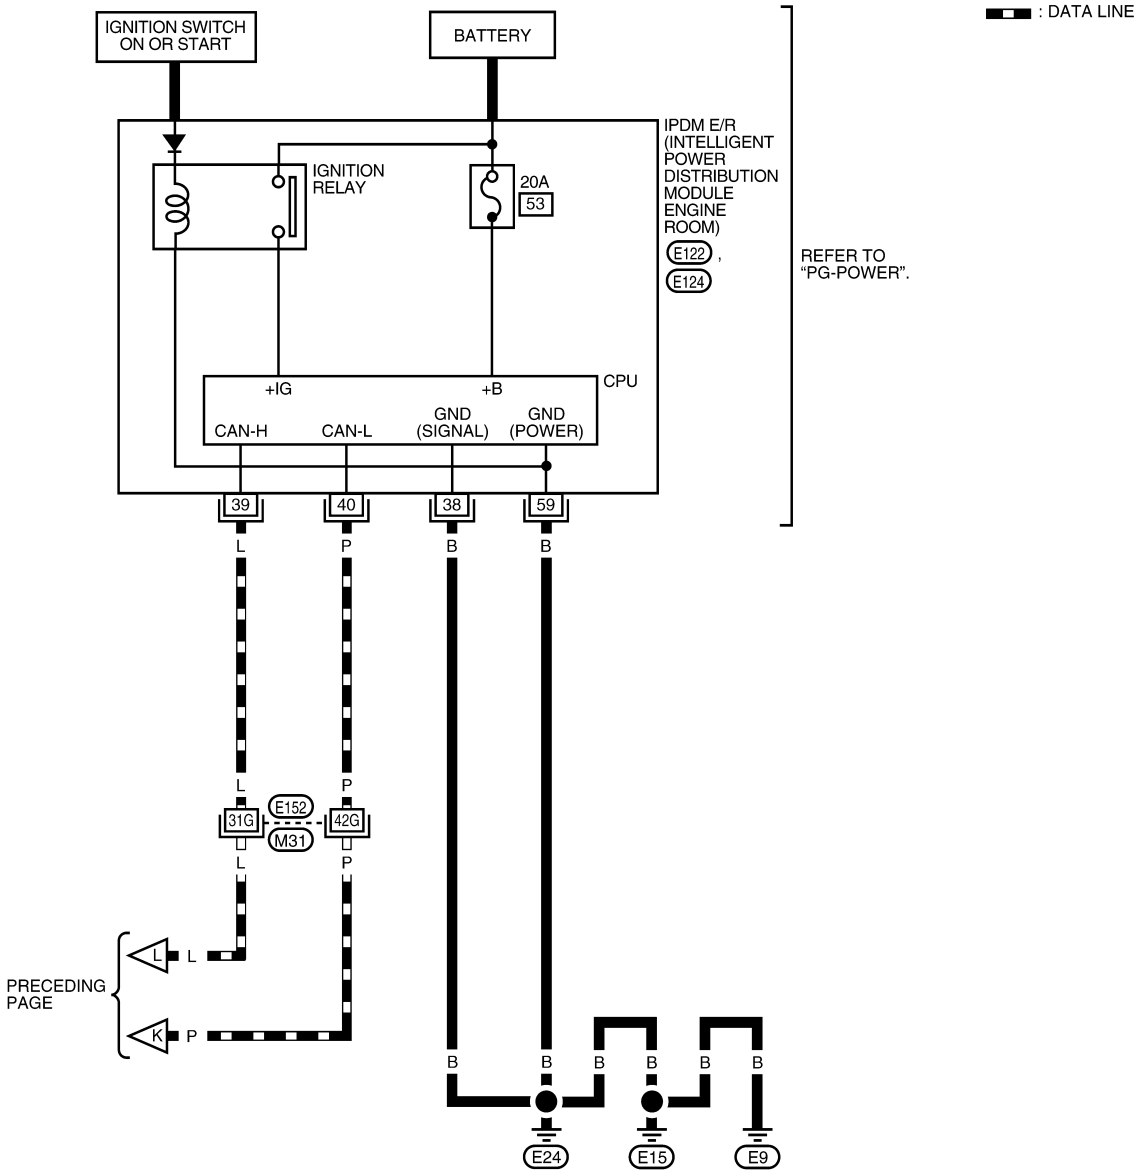 IGNITION SWITCH
ON OR START
BATTERY
: DATA LINE
IPDM E/R
(INTELLIGENT
POWER
DISTRIBUTION
MODULE
ENGINE
ROOM)
E122 ,
E124
IGNITION
RELAY
20A
53
REFER TO
“PG-POWER”.
+IG
+B
CPU
CAN-H
CAN-L
GND
(SIGNAL)
GND
(POWER)
39
40
38
59
L
P
B
B
L
P
31G
E152
M31
42G
L
P
PRECEDING
PAGE
L
L
K
P
B
B
B
B
B
B
E24
E15
E9